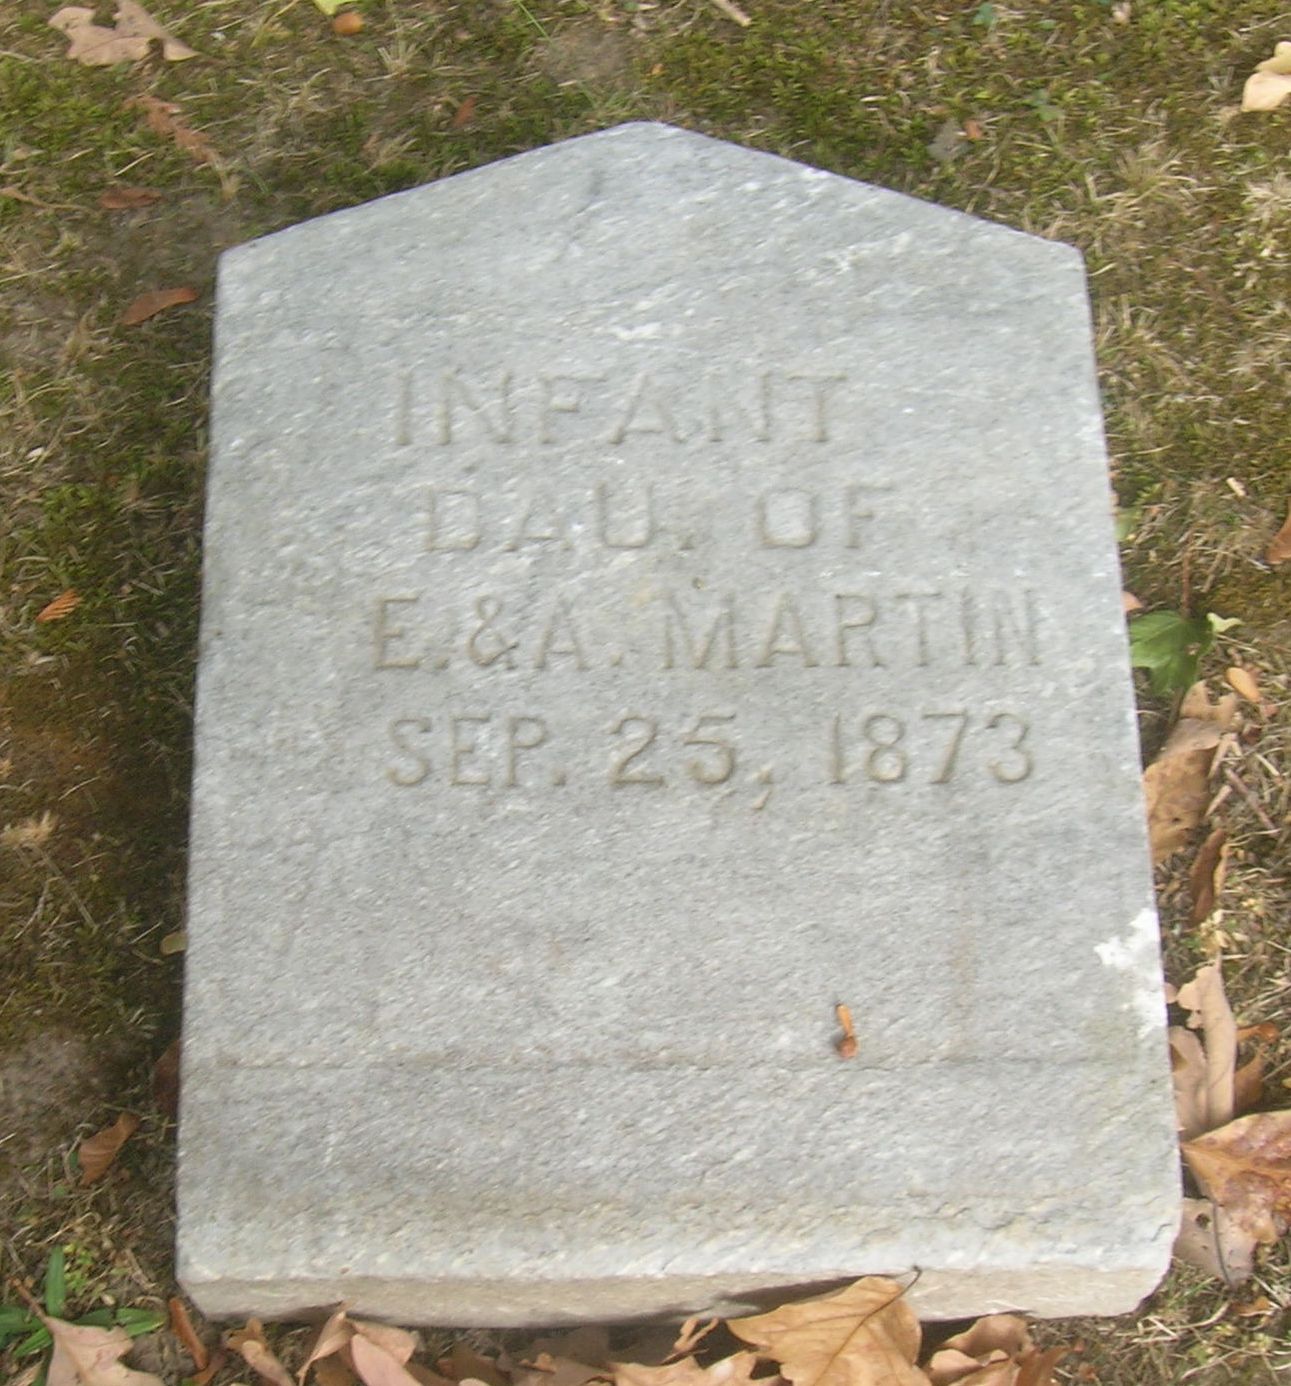 INFANT
DAU. OF
E. & A. MARTIN
SEP. 25, 1873